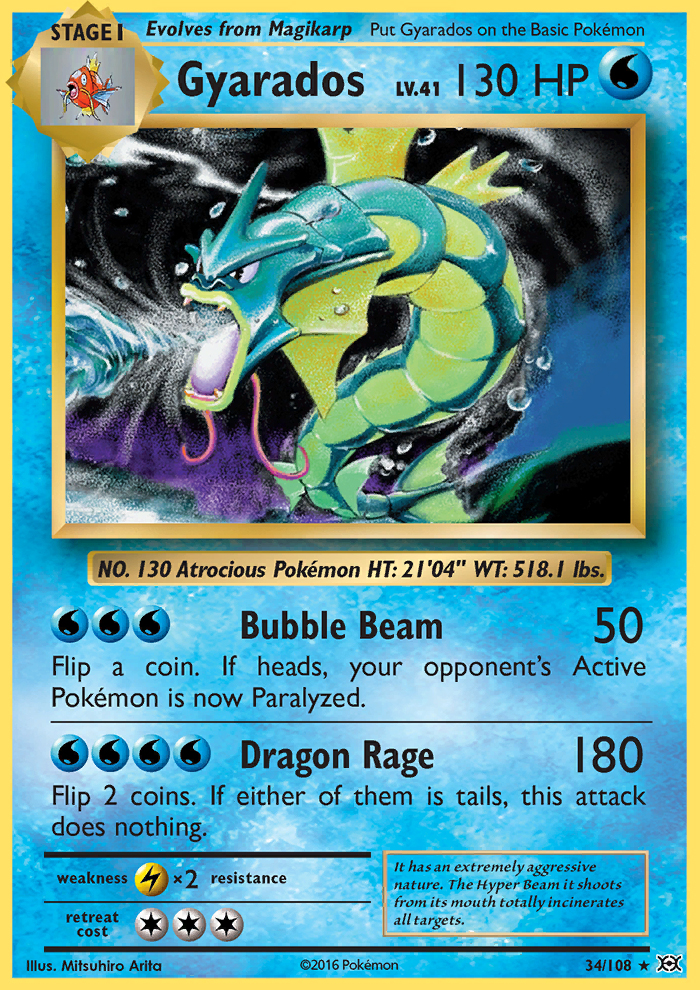 STAGE 1 Evolves from Magikarp Put Gyarados on the Basic Pokémon
Gyarados LV.41 130 HP
NO. 130 Atrocious Pokémon HT: 21'04" WT: 518.1 lbs.
Bubble Beam 50
Flip a coin. If heads, your opponent's Active
Pokémon is now Paralyzed.
Dragon Rage 180
Flip 2 coins. If either of them is tails, this attack
does nothing.
weakness ×2 resistance
retreat
cost
It has an extremely aggressive
nature. The Hyper Beam it shoots
from its mouth totally incinerates
all targets.
Illus. Mitsuhiro Arita ©2016 Pokémon 34/108 ★